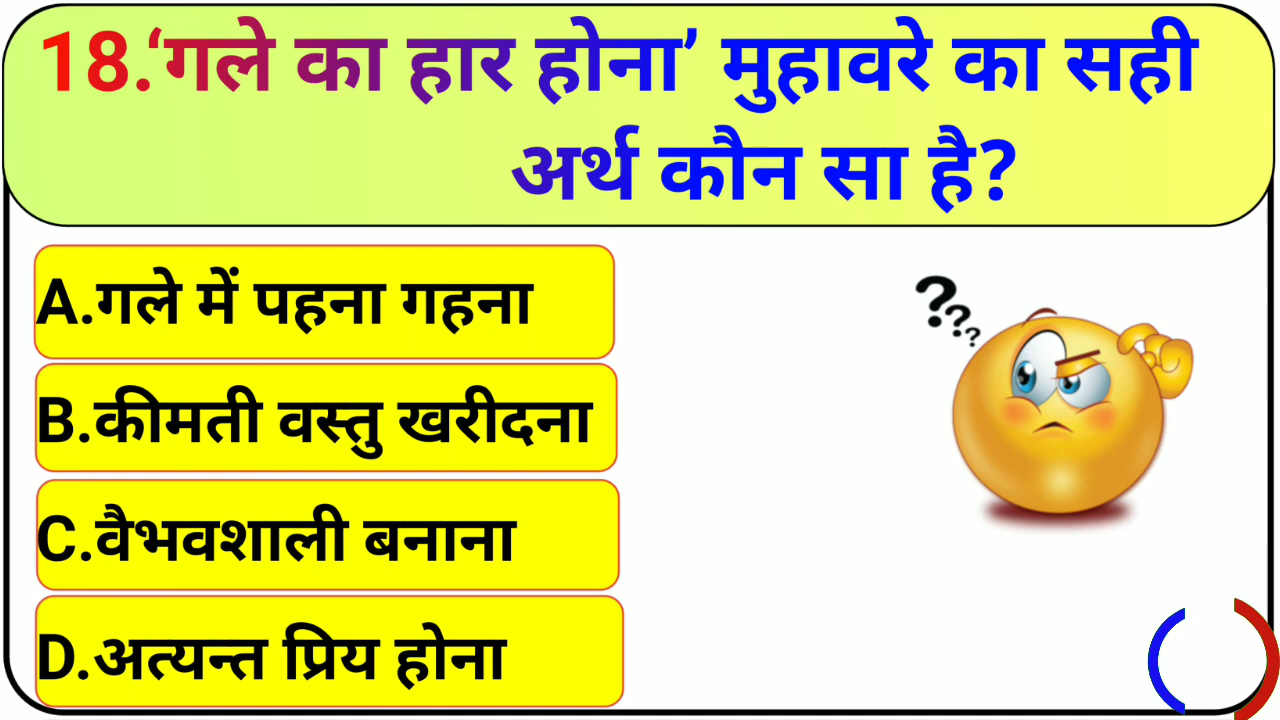 18.‘गले का हार होना’ मुहावरे का सही
अर्थ कौन सा है?
A.गले में पहना गहना
B.कीमती वस्तु खरीदना
C.वैभवशाली बनाना
D.अत्यन्त प्रिय होना
???